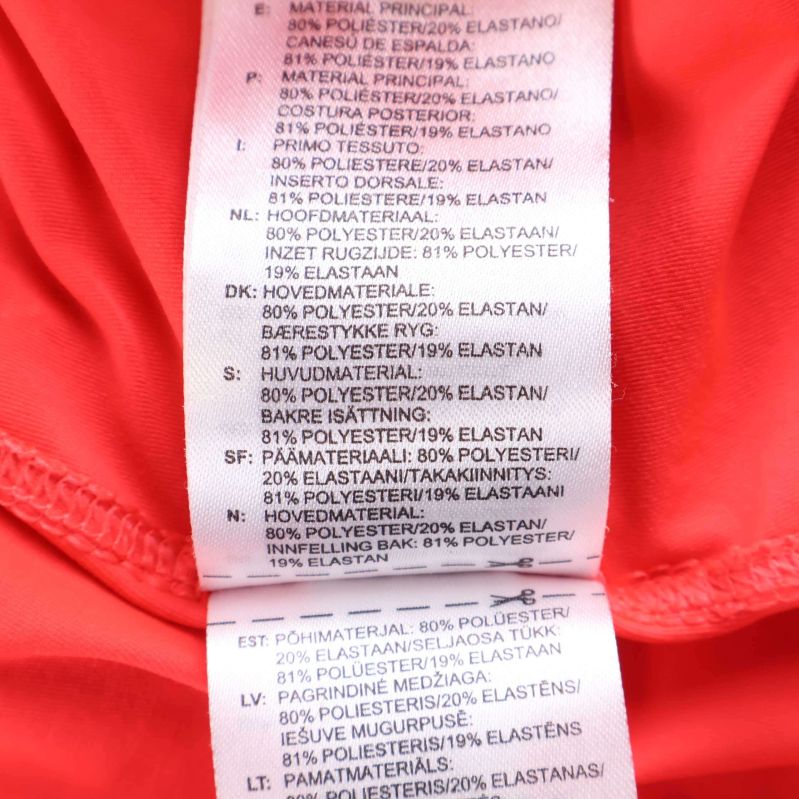 E: MATERIAL PRINCIPAL:
80% POLIÉSTER/20% ELASTANO/
CANESÚ DE ESPALDA:
81% POLIÉSTER/19% ELASTANO
P: MATERIAL PRINCIPAL:
80% POLIÉSTER/20% ELASTANO/
COSTURA POSTERIOR:
81% POLIÉSTER/19% ELASTANO
I: PRIMO TESSUTO:
80% POLIESTERE/20% ELASTAN/
INSERTO DORSALE:
81% POLIESTERE/19% ELASTAN
NL: HOOFDMATERIAAL:
80% POLYESTER/20% ELASTAAN/
INZET RUGZIJDE: 81% POLYESTER/
19% ELASTAAN
DK: HOVEDMATERIALE:
80% POLYESTER/20% ELASTAN/
BÆRESTYKKE RYG:
81% POLYESTER/19% ELASTAN
S: HUVUDMATERIAL:
80% POLYESTER/20% ELASTAN/
BAKRE ISÄTTNING:
81% POLYESTER/19% ELASTAN
SF: PÄÄMATERIAALI: 80% POLYESTERI/
20% ELASTAANI/TAKAKIINNITYS:
81% POLYESTERI/19% ELASTAANI
N: HOVEDMATERIAL:
80% POLYESTER/20% ELASTAN/
INNFELLING BAK: 81% POLYESTER/
19% ELASTAN
EST: PÕHIMATERJAL: 80% POLÜESTER/
20% ELASTAAN/SELJAOSA TÜKK:
81% POLÜESTER/19% ELASTAAN
LV: PAGRINDINĖ MEDŽIAGA:
80% POLIESTERIS/20% ELASTĒNS/
IEŠUVE MUGURPUSĒ:
81% POLIESTERIS/19% ELASTĒNS
LT: PAMATMATERIĀLS:
80% POLIESTERIS/20% ELASTANAS/